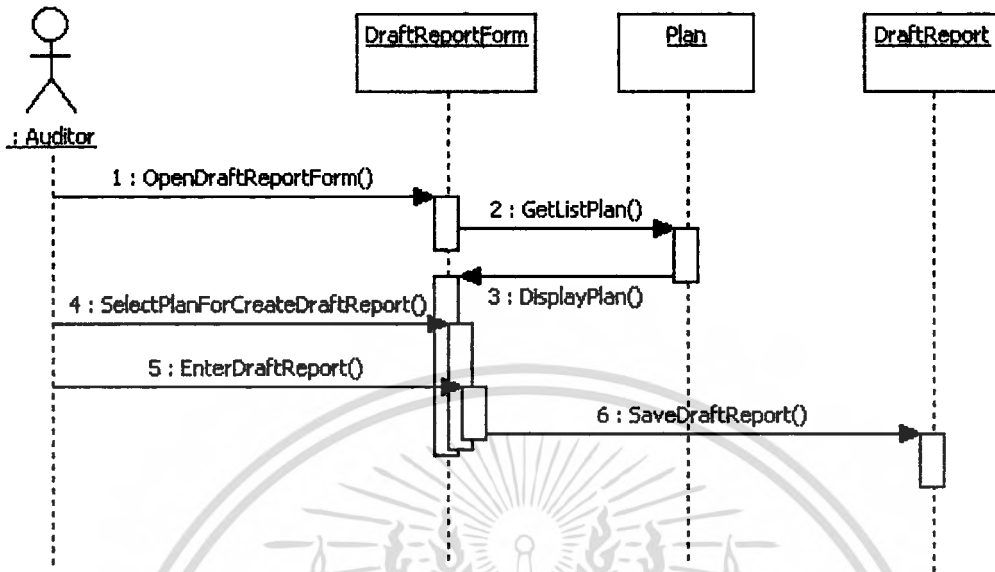 DraftReportForm
Plan
DraftReport
: Auditor
1 : OpenDraftReportForm()
2 : GetListPlan()
3 : DisplayPlan()
4 : SelectPlanForCreateDraftReport()
5 : EnterDraftReport()
6 : SaveDraftReport()